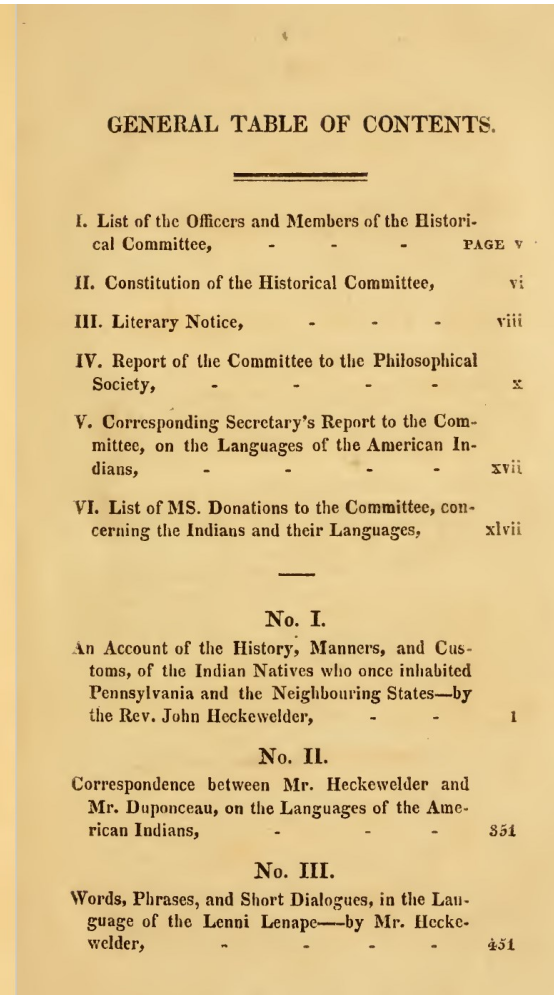 GENERAL TABLE OF CONTENTS.
I. List of the Officers and Members of the Histori-
cal Committee, - - - PAGE v
II. Constitution of the Historical Committee, vi
III. Literary Notice, - - - viii
IV. Report of the Committee to the Philosophical
Society, - - - - x
V. Corresponding Secretary's Report to the Com-
mittee, on the Languages of the American In-
dians, - - - - xvii
VI. List of MS. Donations to the Committee, con-
cerning the Indians and their Languages, xlvii
No. I.
An Account of the History, Manners, and Cus-
toms, of the Indian Natives who once inhabited
Pennsylvania and the Neighbouring States—by
the Rev. John Heckewelder, - - 1
No. II.
Correspondence between Mr. Heckewelder and
Mr. Duponceau, on the Languages of the Ame-
rican Indians, - - - 351
No. III.
Words, Phrases, and Short Dialogues, in the Lan-
guage of the Lenni Lenape—by Mr. Hecke-
welder, - - - - 451